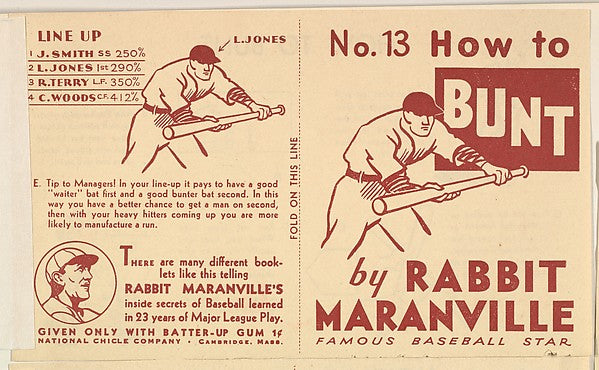 LINE UP
1 J. SMITH SS 250%
2 L. JONES 1st 290%
3 R. TERRY L.F. 350%
4 C. WOODS C.F. 412%
L. JONES
E. Tip to Managers! In your line-up it pays to have a good
"waiter" bat first and a good bunter bat second. In this
way you have a better chance to get a man on second,
then with your heavy hitters coming up you are more
likely to manufacture a run.
THERE are many different book-
lets like this telling
RABBIT MARANVILLE'S
inside secrets of Baseball learned
in 23 years of Major League Play.
GIVEN ONLY WITH BATTER-UP GUM 1¢
NATIONAL CHICLE COMPANY • CAMBRIDGE, MASS.
FOLD ON THIS LINE
No. 13 How to
BUNT
by RABBIT
MARANVILLE
FAMOUS BASEBALL STAR